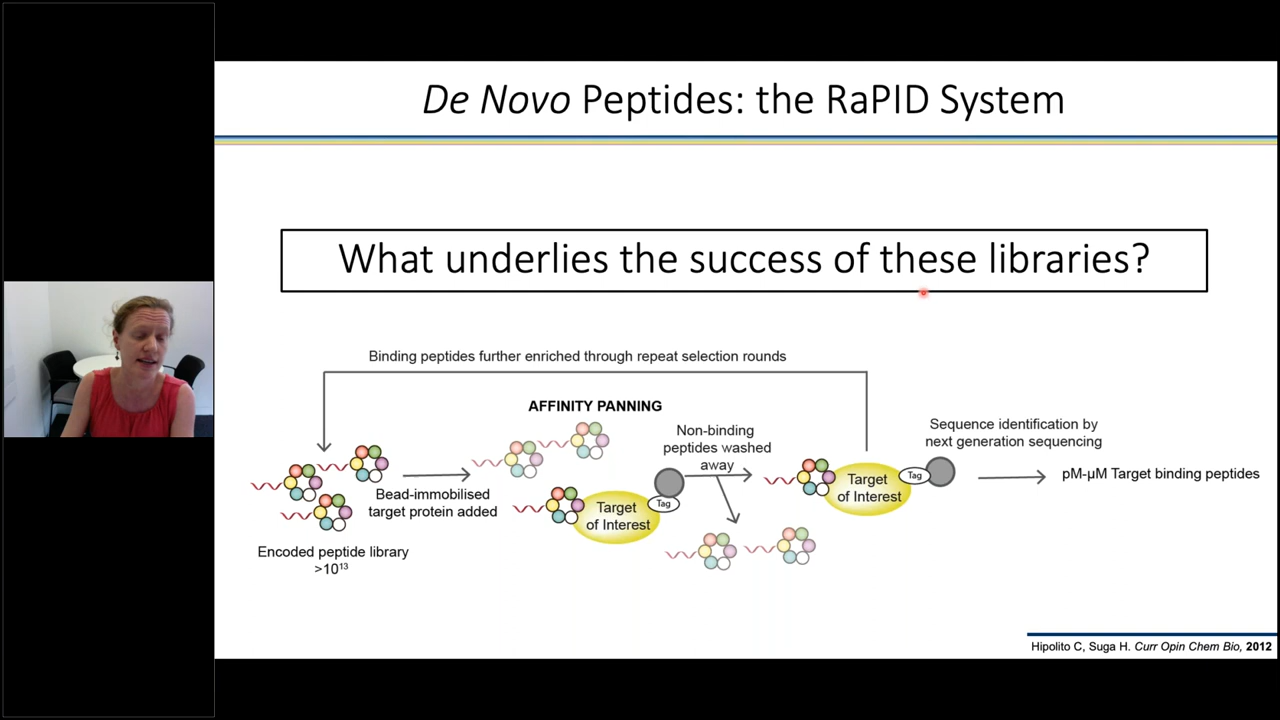 De Novo Peptides: the RaPID System
What underlies the success of these libraries?
Binding peptides further enriched through repeat selection rounds
AFFINITY PANNING
Non-binding
peptides washed
away
Sequence identification by
next generation sequencing
Bead-immobilised
target protein added
Target
of Interest
Tag
Target
of Interest
Tag
pM-µM Target binding peptides
Encoded peptide library
>10¹³
Hipolito C, Suga H. Curr Opin Chem Bio, 2012